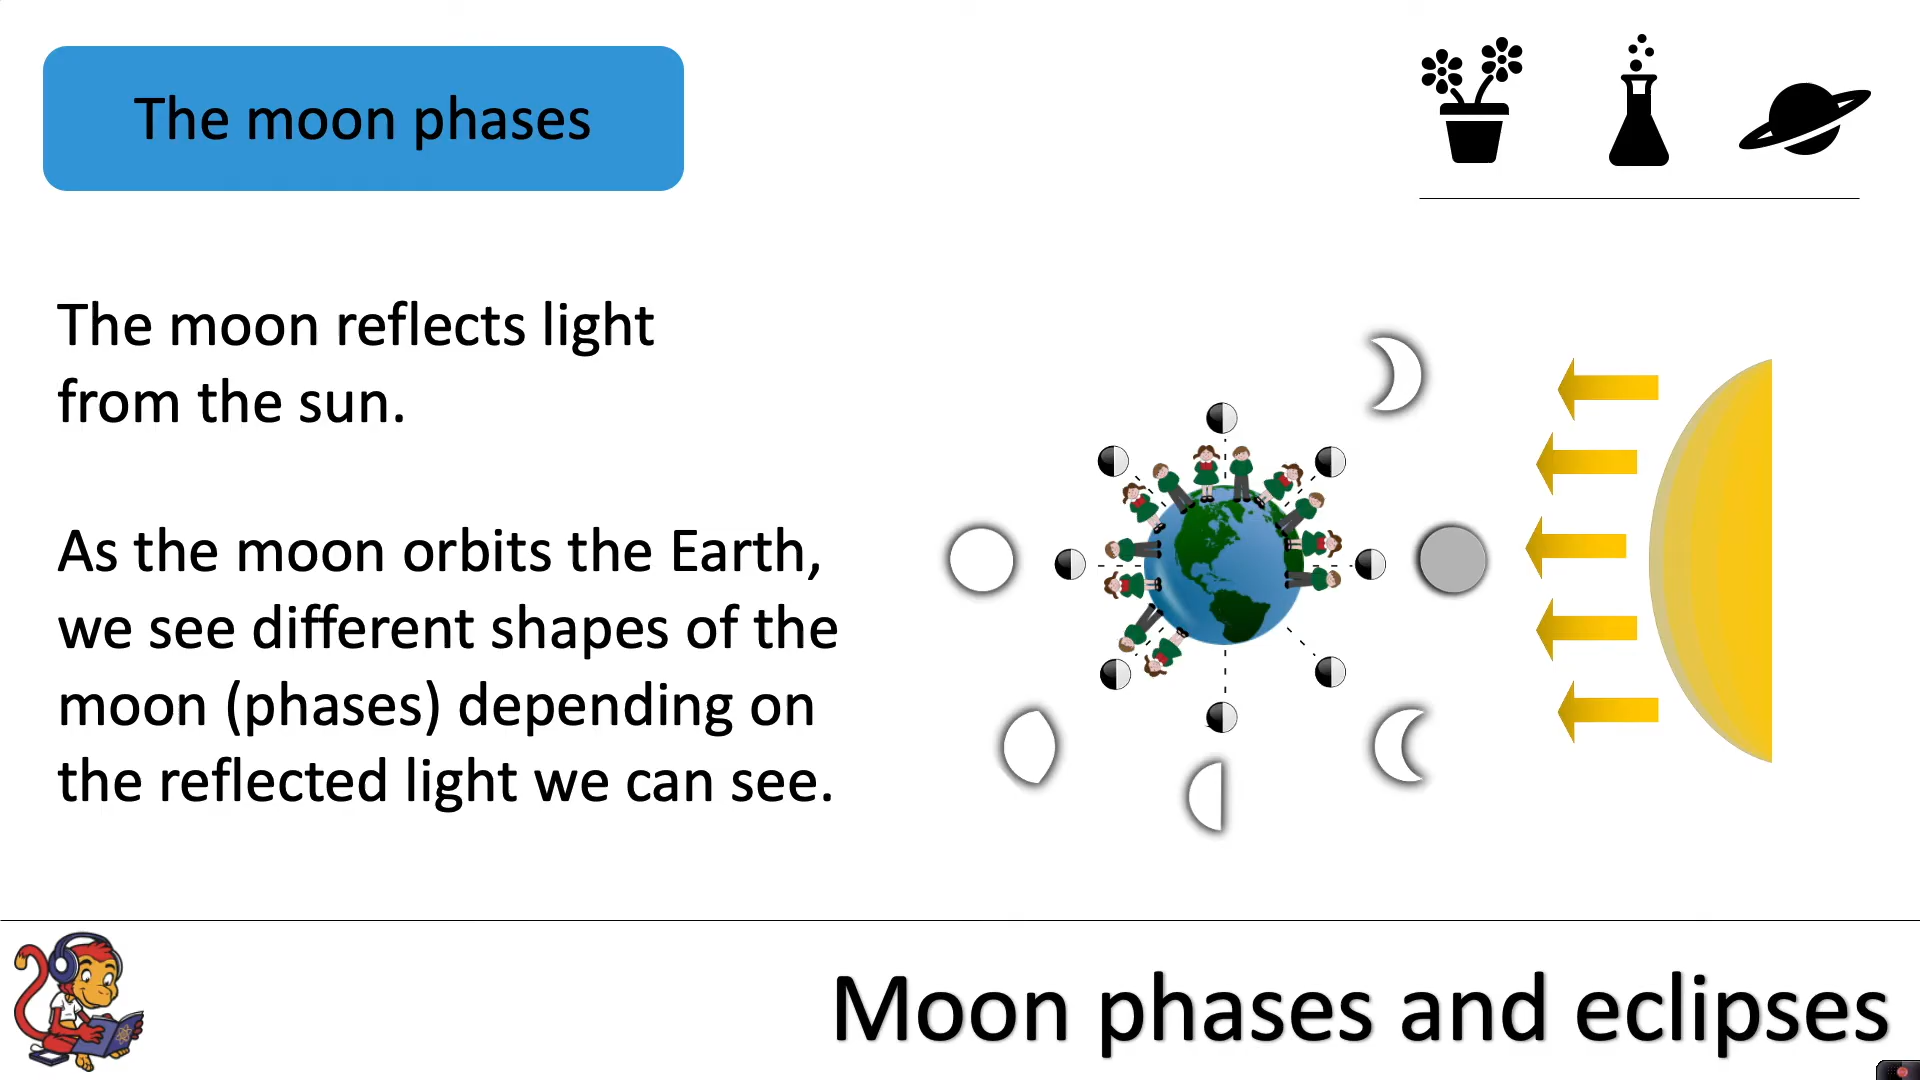 The moon phases
The moon reflects light
from the sun.
As the moon orbits the Earth,
we see different shapes of the
moon (phases) depending on
the reflected light we can see.
Moon phases and eclipses